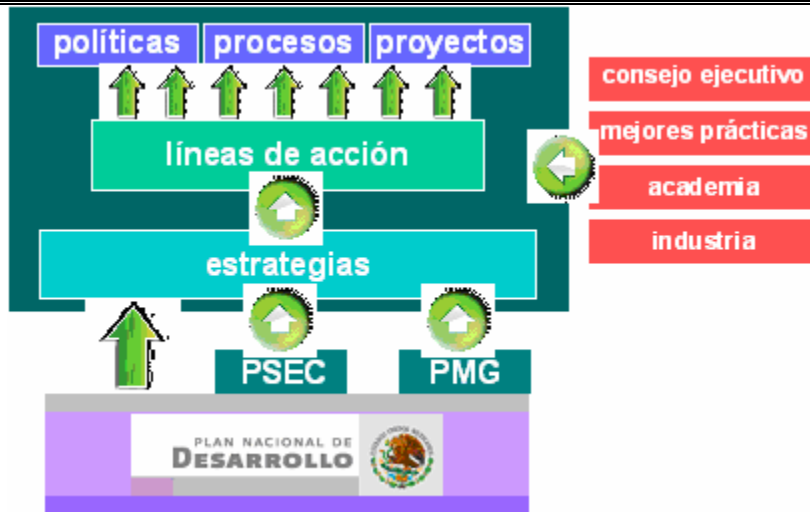 políticas procesos proyectos
líneas de acción
estrategias
PSEC PMG
PLAN NACIONAL DE
DESARROLLO
consejo ejecutivo
mejores prácticas
academia
industria